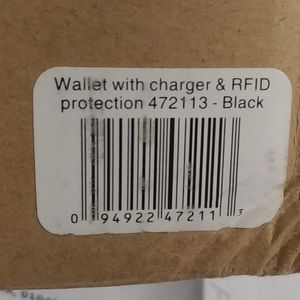 Wallet with charger & RFID
protection 472113 - Black
0 94922 47211 3